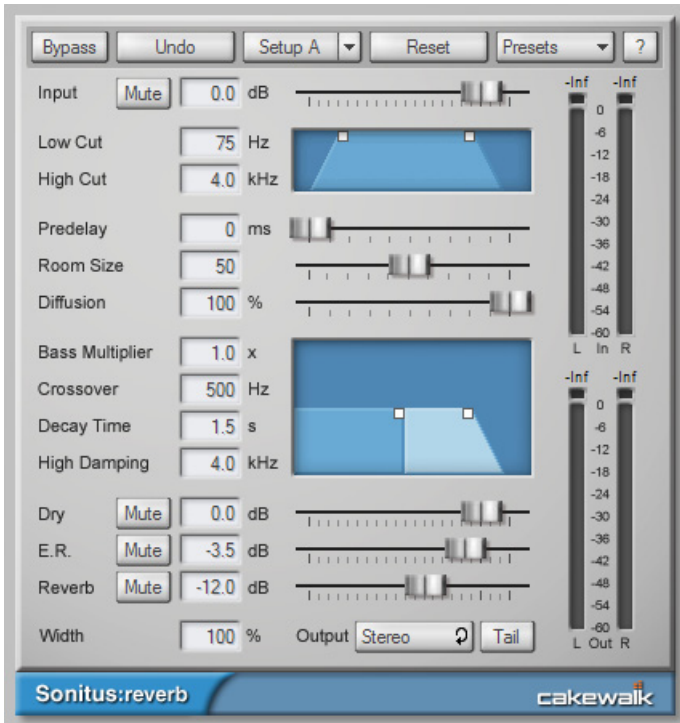 Bypass Undo Setup A Reset Presets ?
Input Mute 0.0 dB
Low Cut 75 Hz
High Cut 4.0 kHz
Predelay 0 ms
Room Size 50
Diffusion 100 %
Bass Multiplier 1.0 x
Crossover 500 Hz
Decay Time 1.5 s
High Damping 4.0 kHz
Dry Mute 0.0 dB
E.R. Mute -3.5 dB
Reverb Mute -12.0 dB
Width 100 % Output Stereo Tail
-Inf -Inf
0
-6
-12
-18
-24
-30
-36
-42
-48
-54
-60
L In R
-Inf -Inf
0
-6
-12
-18
-24
-30
-36
-42
-48
-54
-60
L Out R
Sonitus:reverb
cakewalk